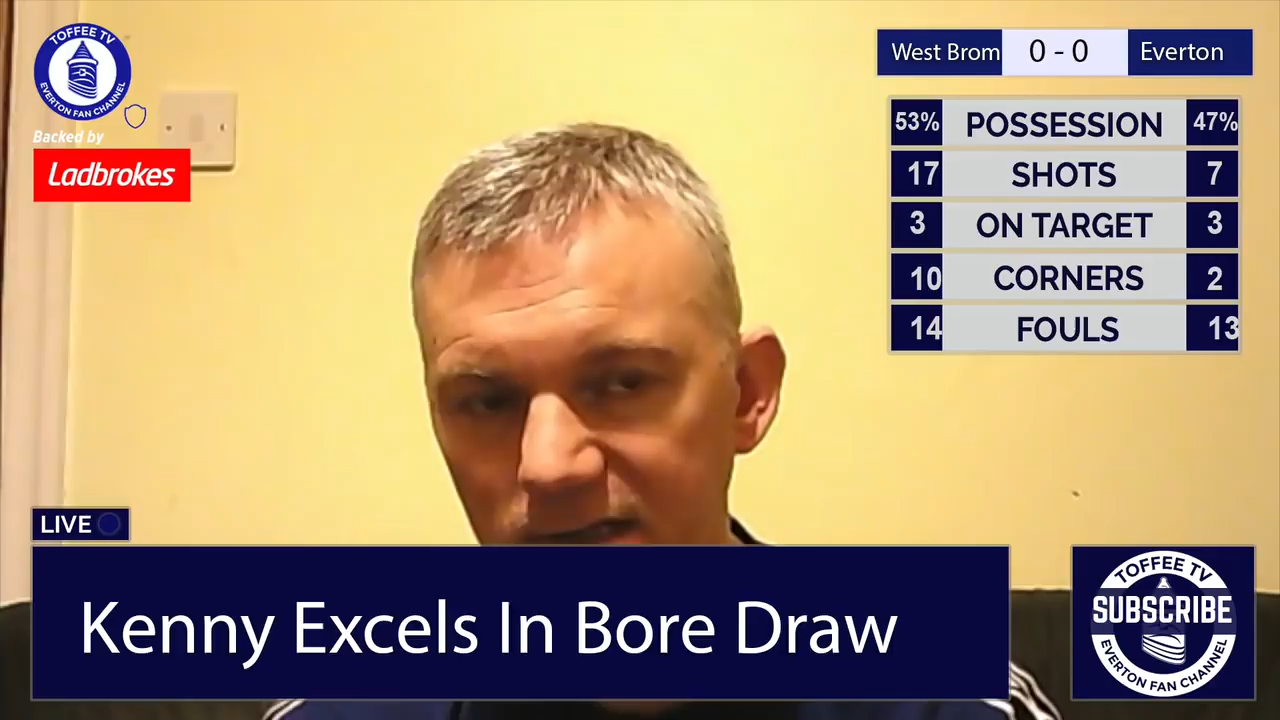 TOFFEE TV
EVERTON FAN CHANNEL
Backed by
Ladbrokes
West Brom 0 - 0 Everton
53% POSSESSION 47%
17 SHOTS 7
3 ON TARGET 3
10 CORNERS 2
14 FOULS 13
LIVE
Kenny Excels In Bore Draw
TOFFEE TV
SUBSCRIBE
EVERTON FAN CHANNEL